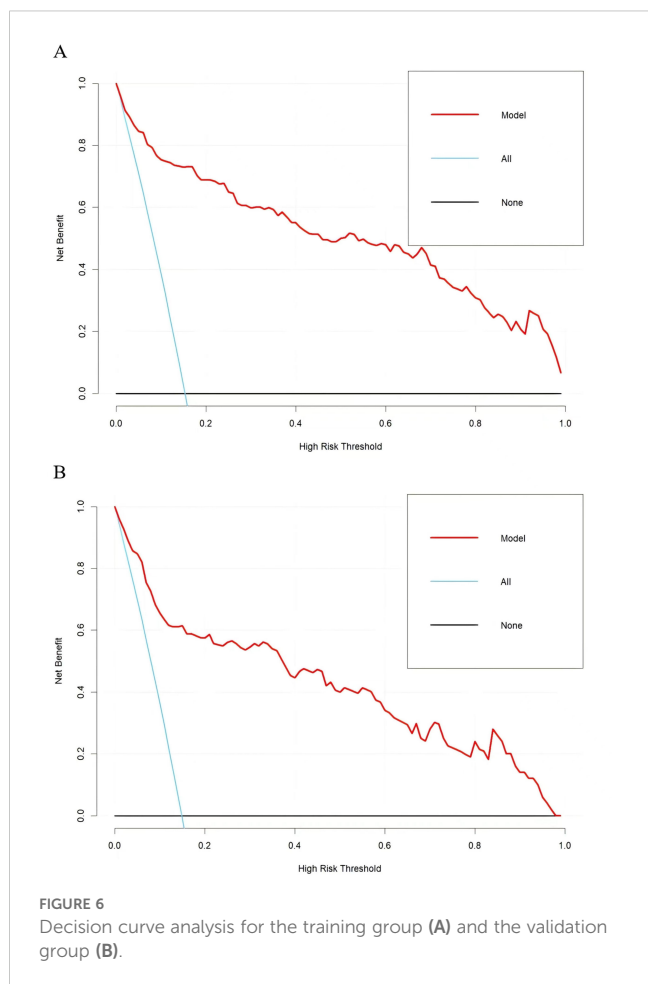 A
Model
All
None
1.0
0.8
0.6
0.4
0.2
0.0
Net Benefit
0.0 0.2 0.4 0.6 0.8 1.0
High Risk Threshold
B
Model
All
None
1.0
0.8
0.6
0.4
0.2
0.0
Net Benefit
0.0 0.2 0.4 0.6 0.8 1.0
High Risk Threshold
FIGURE 6
Decision curve analysis for the training group (A) and the validation
group (B).